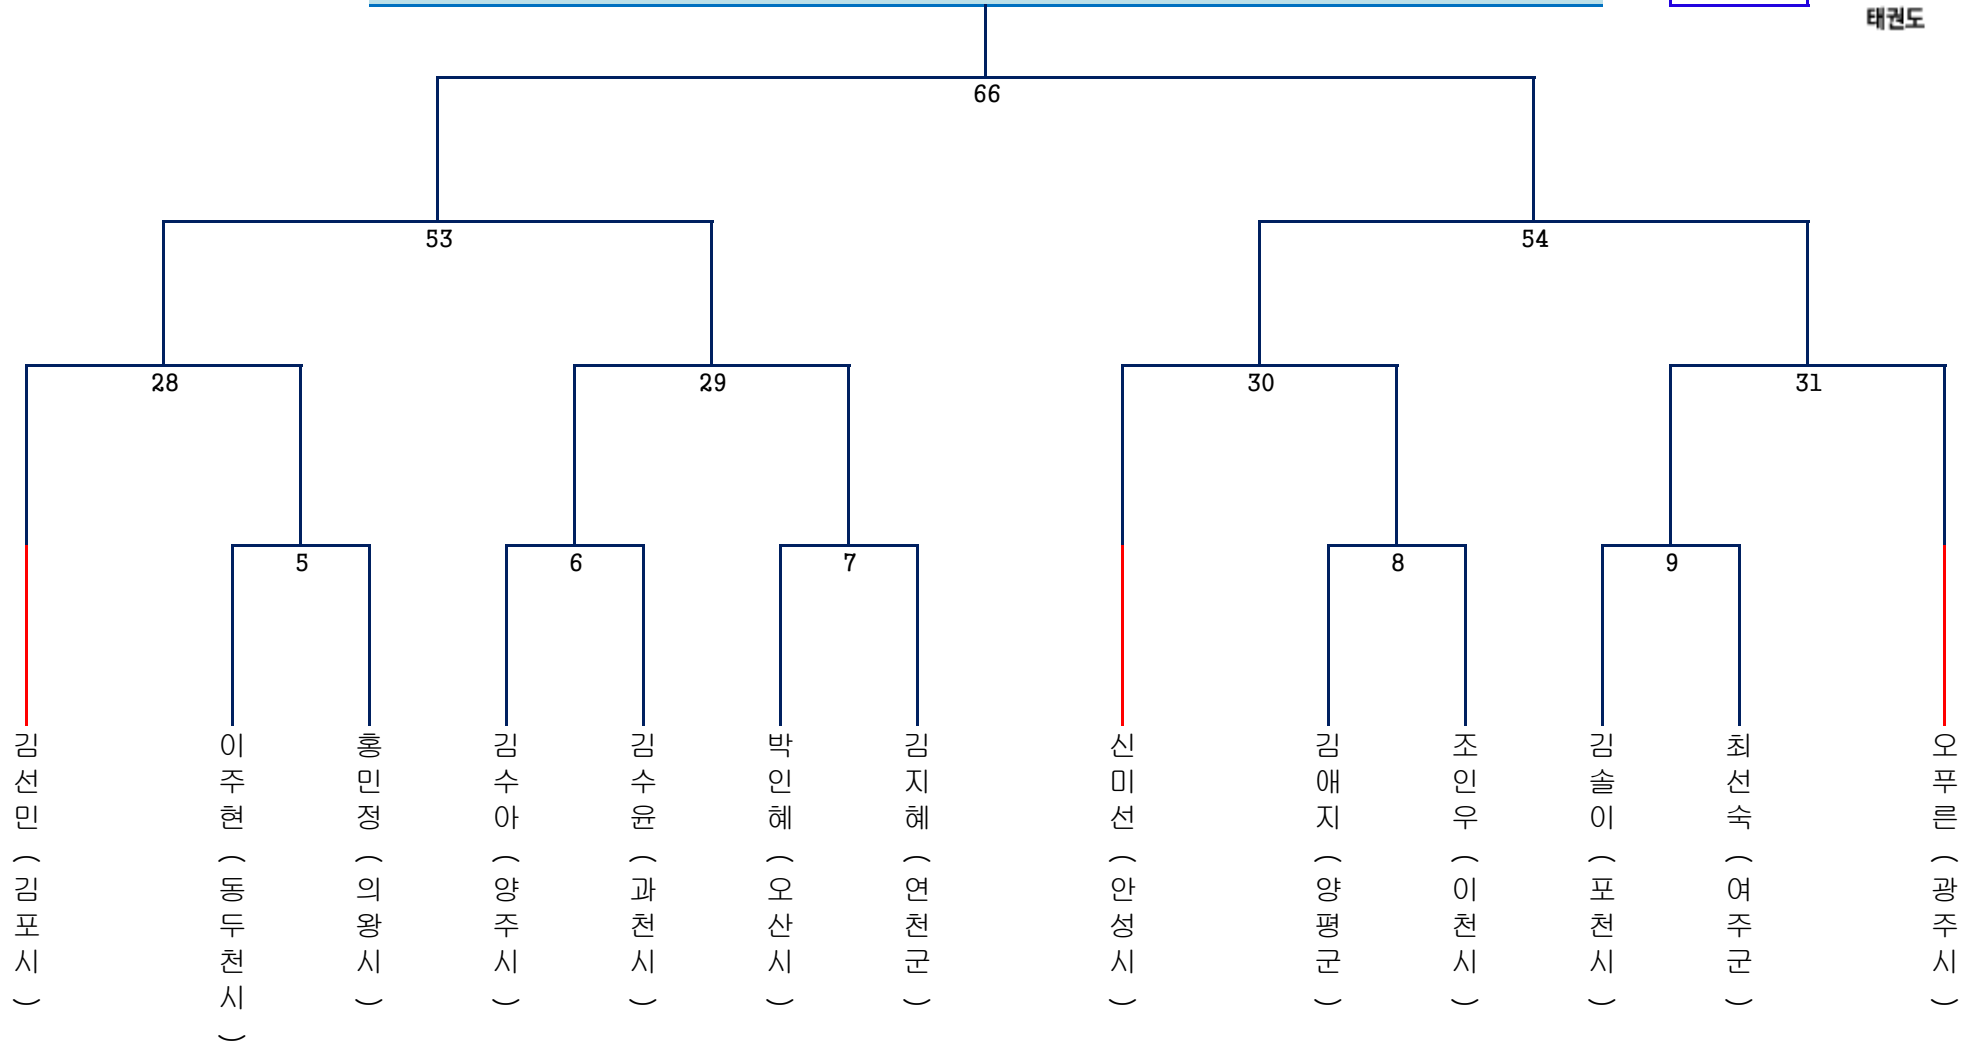 태권도
66
53
54
28
29
30
31
5
6
7
8
9
김선민(김포시)
이주현(동두천시)
홍민정(의왕시)
김수아(양주시)
김수윤(과천시)
박인혜(오산시)
김지혜(연천군)
신미선(안성시)
김애지(양평군)
조인우(이천시)
김솔이(포천시)
최선숙(여주군)
오푸른(광주시)